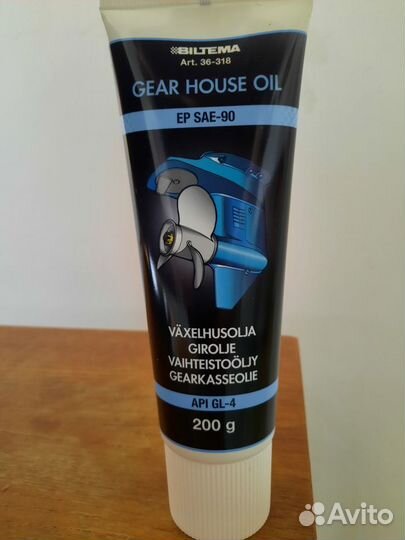 BILTEMA
Art. 36-318
GEAR HOUSE OIL
EP SAE-90
VÄXELHUSOLJA
GIROLJE
VAIHTEISTOÖLJY
GEARKASSEOLIE
API GL-4
200 g
Avito